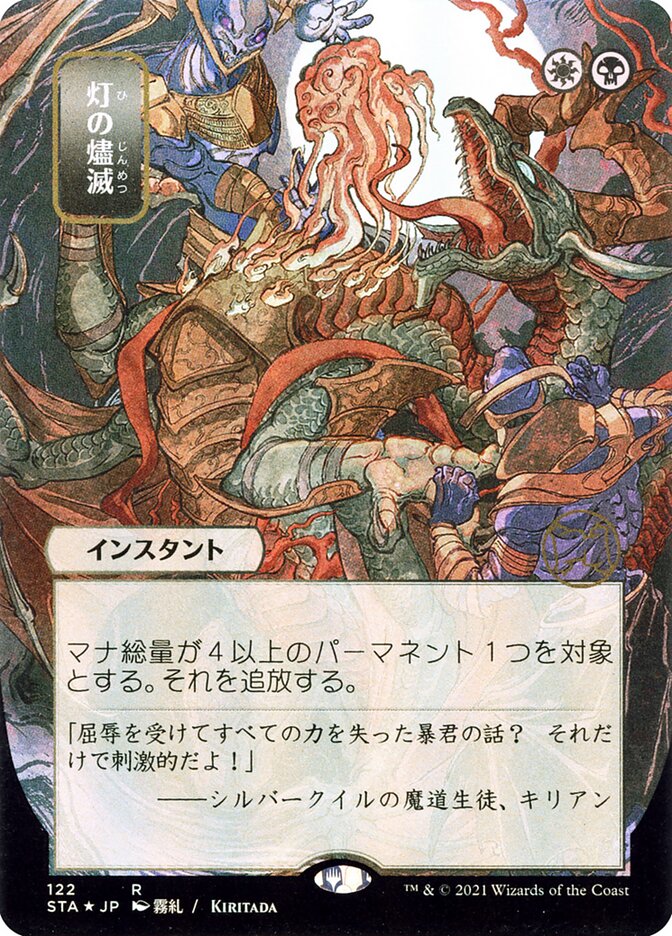 灯の燼滅
ひ
じんめつ
インスタント
マナ総量が4以上のパーマネント1つを対象
とする。それを追放する。
「屈辱を受けてすべての力を失った暴君の話？　それだ
けで刺激的だよ！」
——シルバークイルの魔道生徒、キリアン
122 R
STA★JP 霧札 / KIRITADA
™ & © 2021 Wizards of the Coast